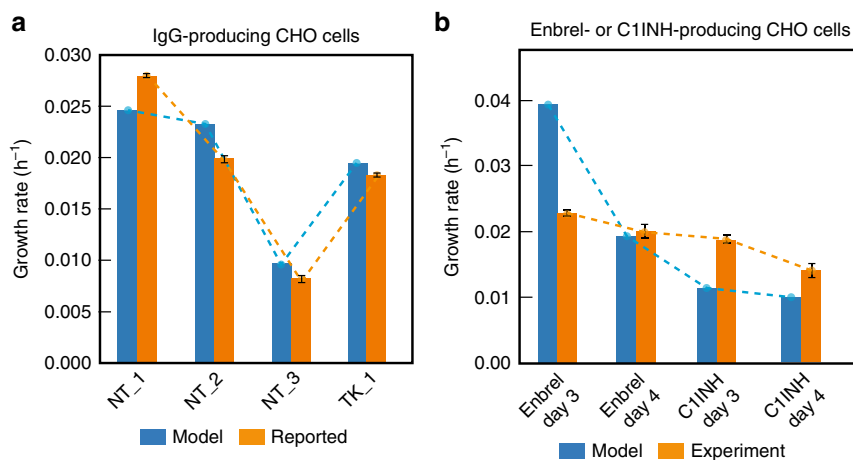 a
IgG-producing CHO cells
Growth rate (h⁻¹)
0.030
0.025
0.020
0.015
0.010
0.005
0.000
NT_1
NT_2
NT_3
TK_1
Model
Reported
b
Enbrel- or C1INH-producing CHO cells
Growth rate (h⁻¹)
0.04
0.03
0.02
0.01
0.00
Enbrel
day 3
Enbrel
day 4
C1INH
day 3
C1INH
day 4
Model
Experiment